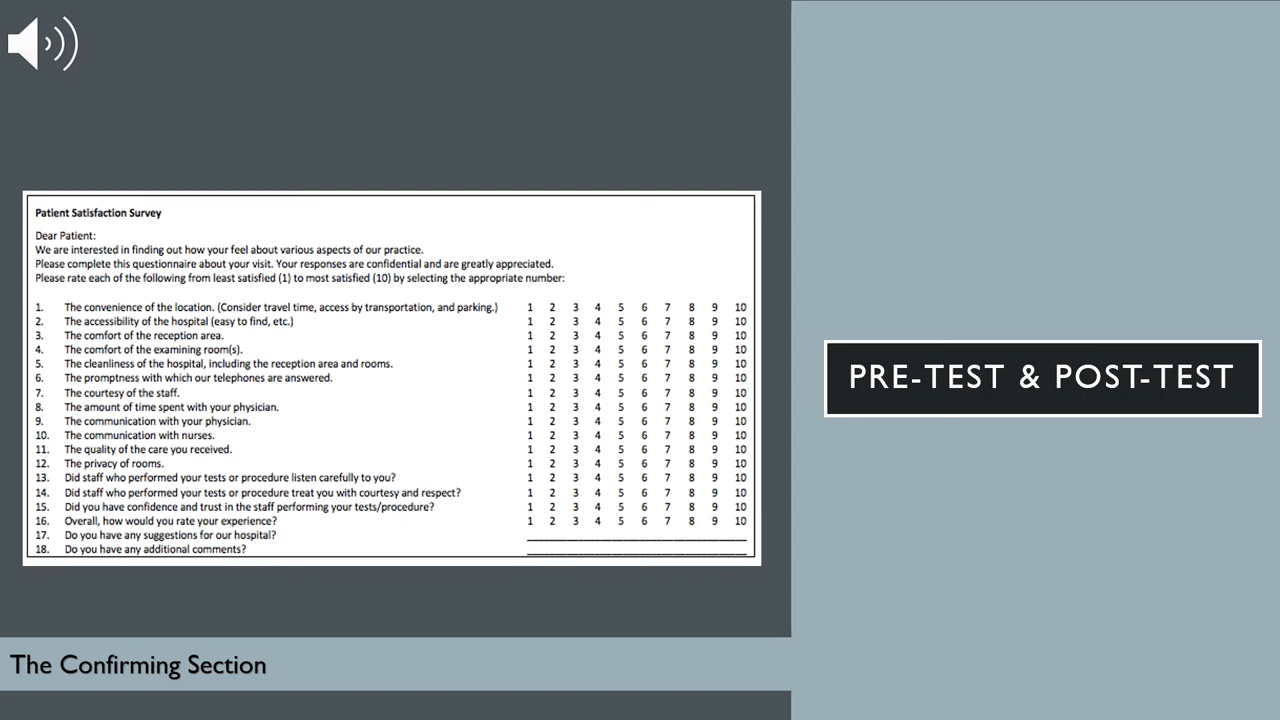 Patient Satisfaction Survey
Dear Patient:
We are interested in finding out how your feel about various aspects of our practice.
Please complete this questionnaire about your visit. Your responses are confidential and are greatly appreciated.
Please rate each of the following from least satisfied (1) to most satisfied (10) by selecting the appropriate number:
1. The convenience of the location. (Consider travel time, access by transportation, and parking.) 1 2 3 4 5 6 7 8 9 10
2. The accessibility of the hospital (easy to find, etc.) 1 2 3 4 5 6 7 8 9 10
3. The comfort of the reception area. 1 2 3 4 5 6 7 8 9 10
4. The comfort of the examining room(s). 1 2 3 4 5 6 7 8 9 10
5. The cleanliness of the hospital, including the reception area and rooms. 1 2 3 4 5 6 7 8 9 10
6. The promptness with which our telephones are answered. 1 2 3 4 5 6 7 8 9 10
7. The courtesy of the staff. 1 2 3 4 5 6 7 8 9 10
8. The amount of time spent with your physician. 1 2 3 4 5 6 7 8 9 10
9. The communication with your physician. 1 2 3 4 5 6 7 8 9 10
10. The communication with nurses. 1 2 3 4 5 6 7 8 9 10
11. The quality of the care you received. 1 2 3 4 5 6 7 8 9 10
12. The privacy of rooms. 1 2 3 4 5 6 7 8 9 10
13. Did staff who performed your tests or procedure listen carefully to you? 1 2 3 4 5 6 7 8 9 10
14. Did staff who performed your tests or procedure treat you with courtesy and respect? 1 2 3 4 5 6 7 8 9 10
15. Did you have confidence and trust in the staff performing your tests/procedure? 1 2 3 4 5 6 7 8 9 10
16. Overall, how would you rate your experience? 1 2 3 4 5 6 7 8 9 10
17. Do you have any suggestions for our hospital?
18. Do you have any additional comments?
PRE-TEST & POST-TEST
The Confirming Section